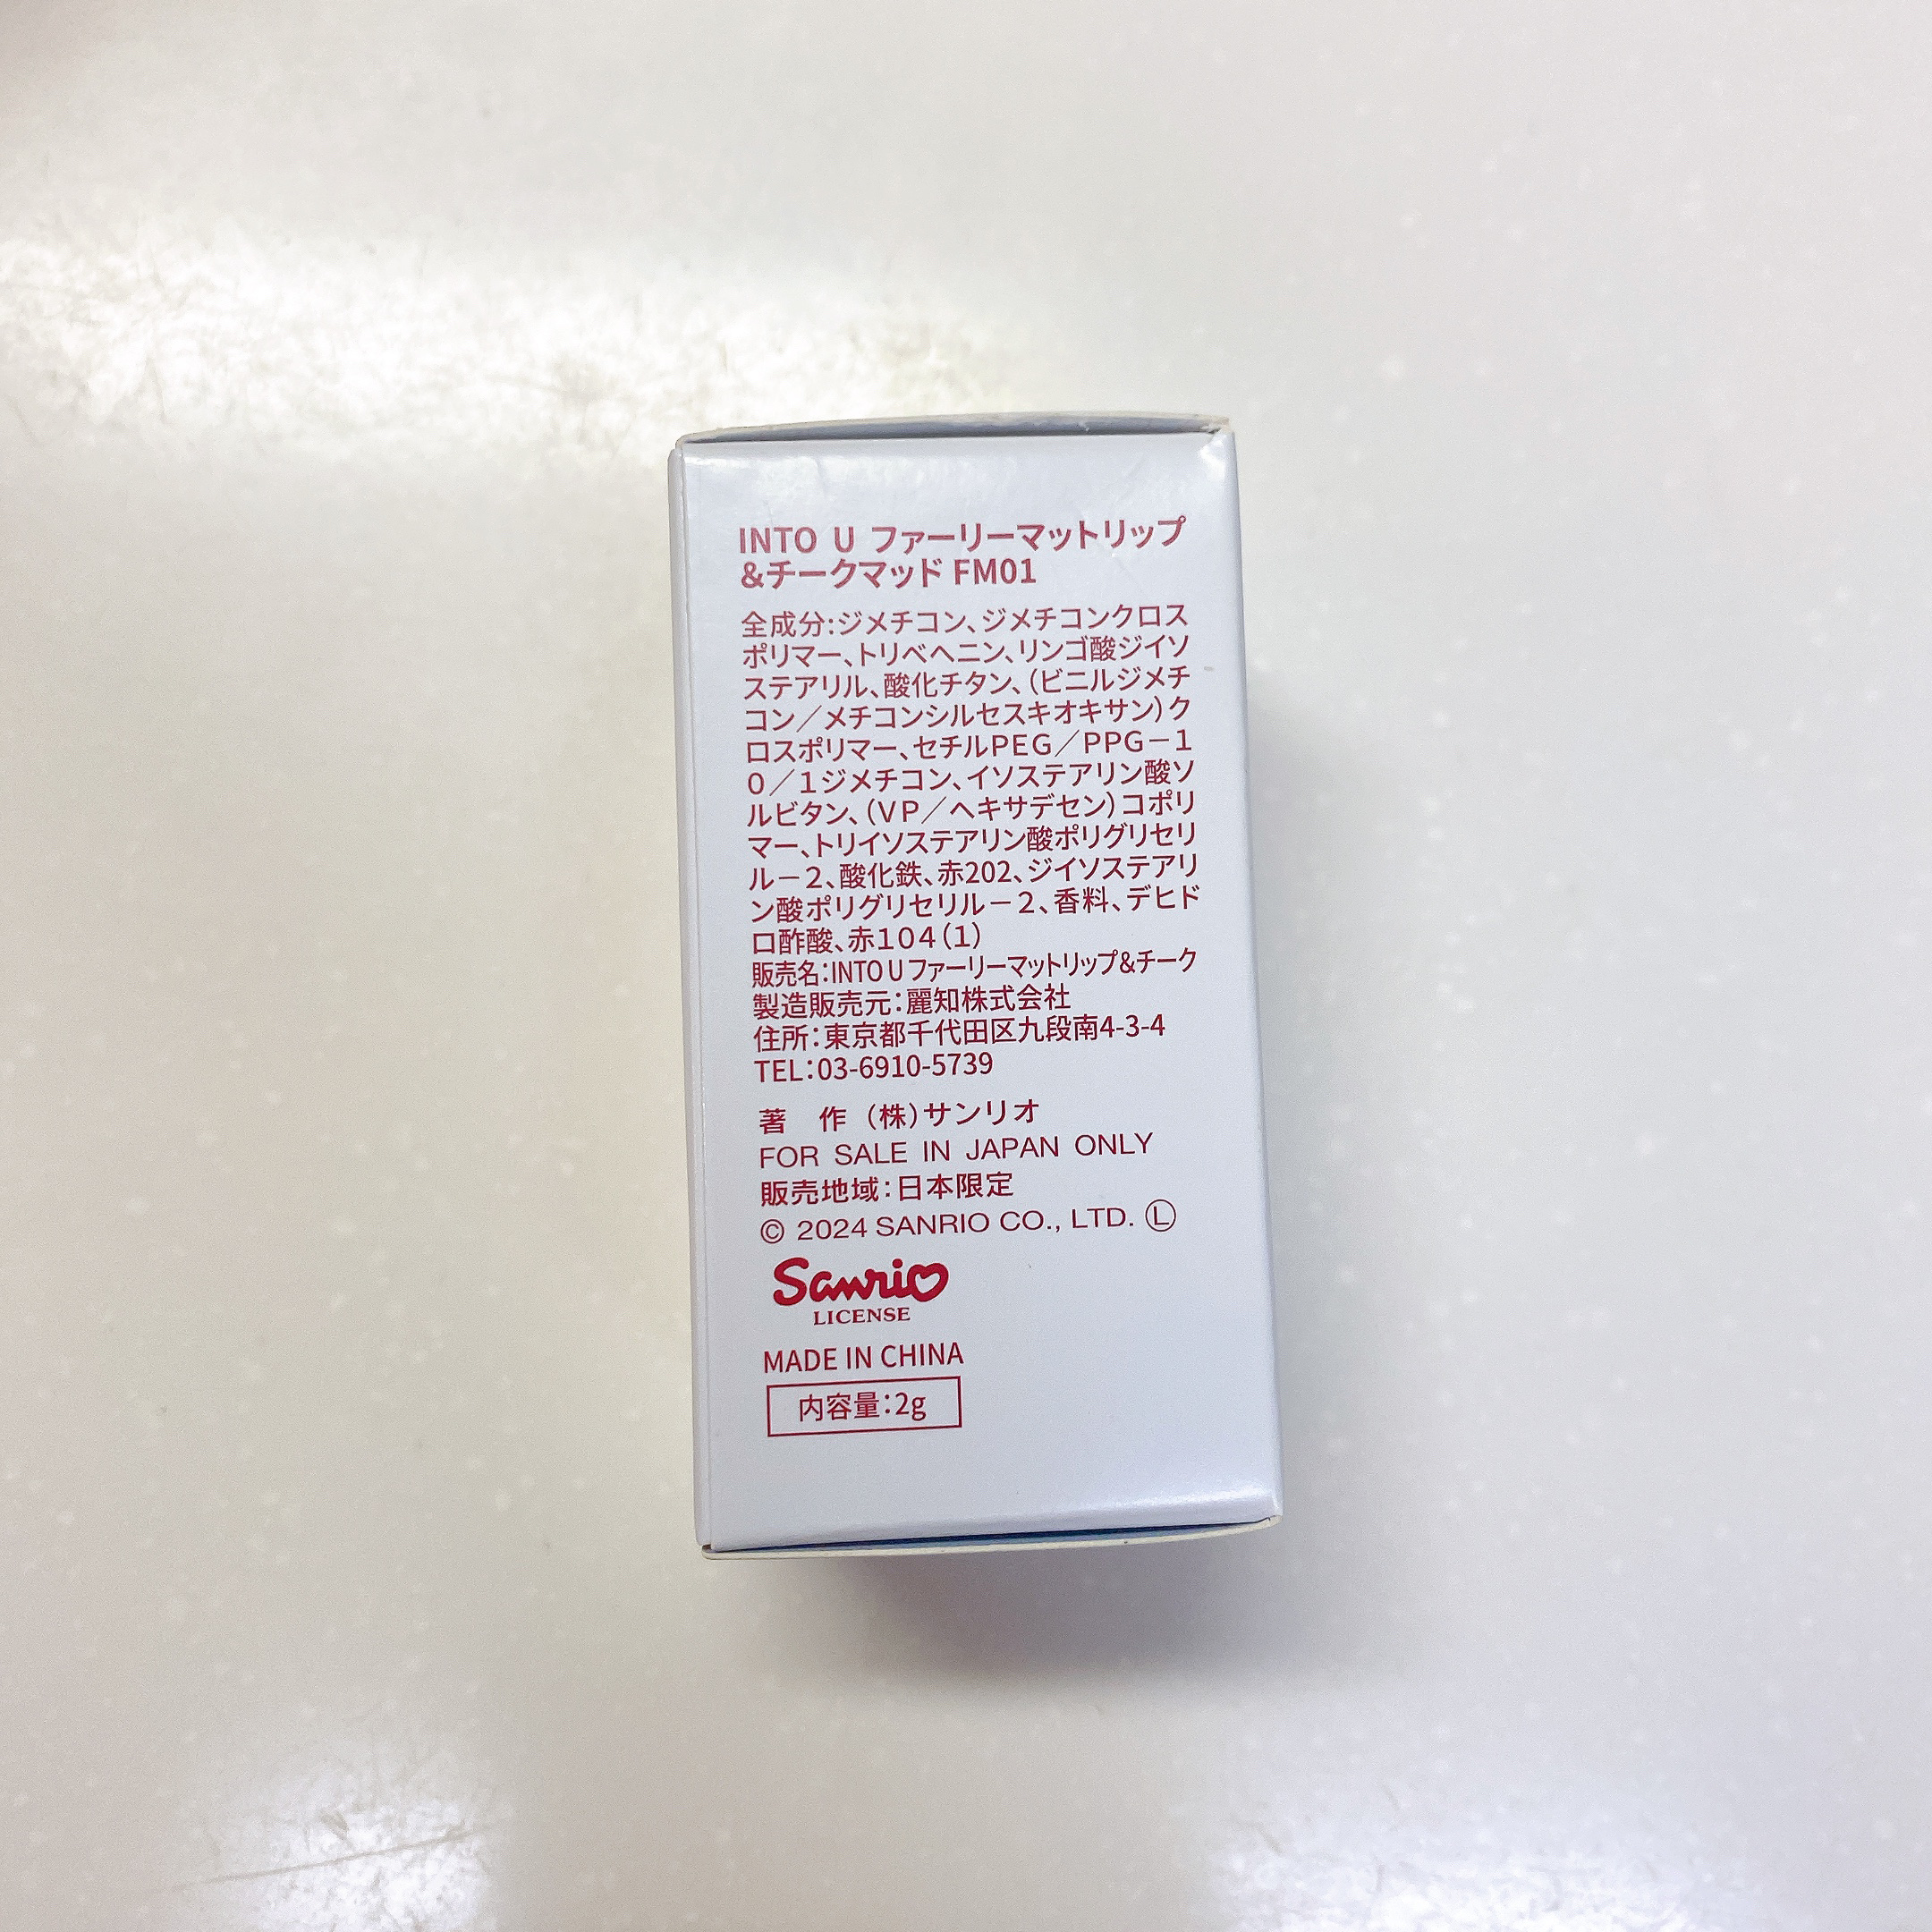 INTO U ファーリーマットリップ
&チークマッド FM01
全成分:ジメチコン、ジメチコンクロス
ポリマー、トリベヘニン、リンゴ酸ジイソ
ステアリル、酸化チタン、(ビニルジメチ
コン/メチコンシルセスキオキサン)ク
ロスポリマー、セチルPEG/PPG-1
0/1ジメチコン、イソステアリン酸ソ
ルビタン、(VP/ヘキサデセン)コポリ
マー、トリイソステアリン酸ポリグリセリ
ル-2、酸化鉄、赤202、ジイソステアリ
ン酸ポリグリセリル-2、香料、デヒド
ロ酢酸、赤104(1)
販売名:INTO U ファーリーマットリップ&チーク
製造販売元:麗知株式会社
住所:東京都千代田区九段南4-3-4
TEL:03-6910-5739
著 作 (株)サンリオ
FOR SALE IN JAPAN ONLY
販売地域:日本限定
© 2024 SANRIO CO., LTD. Ⓛ
Sanrio
LICENSE
MADE IN CHINA
内容量:2g